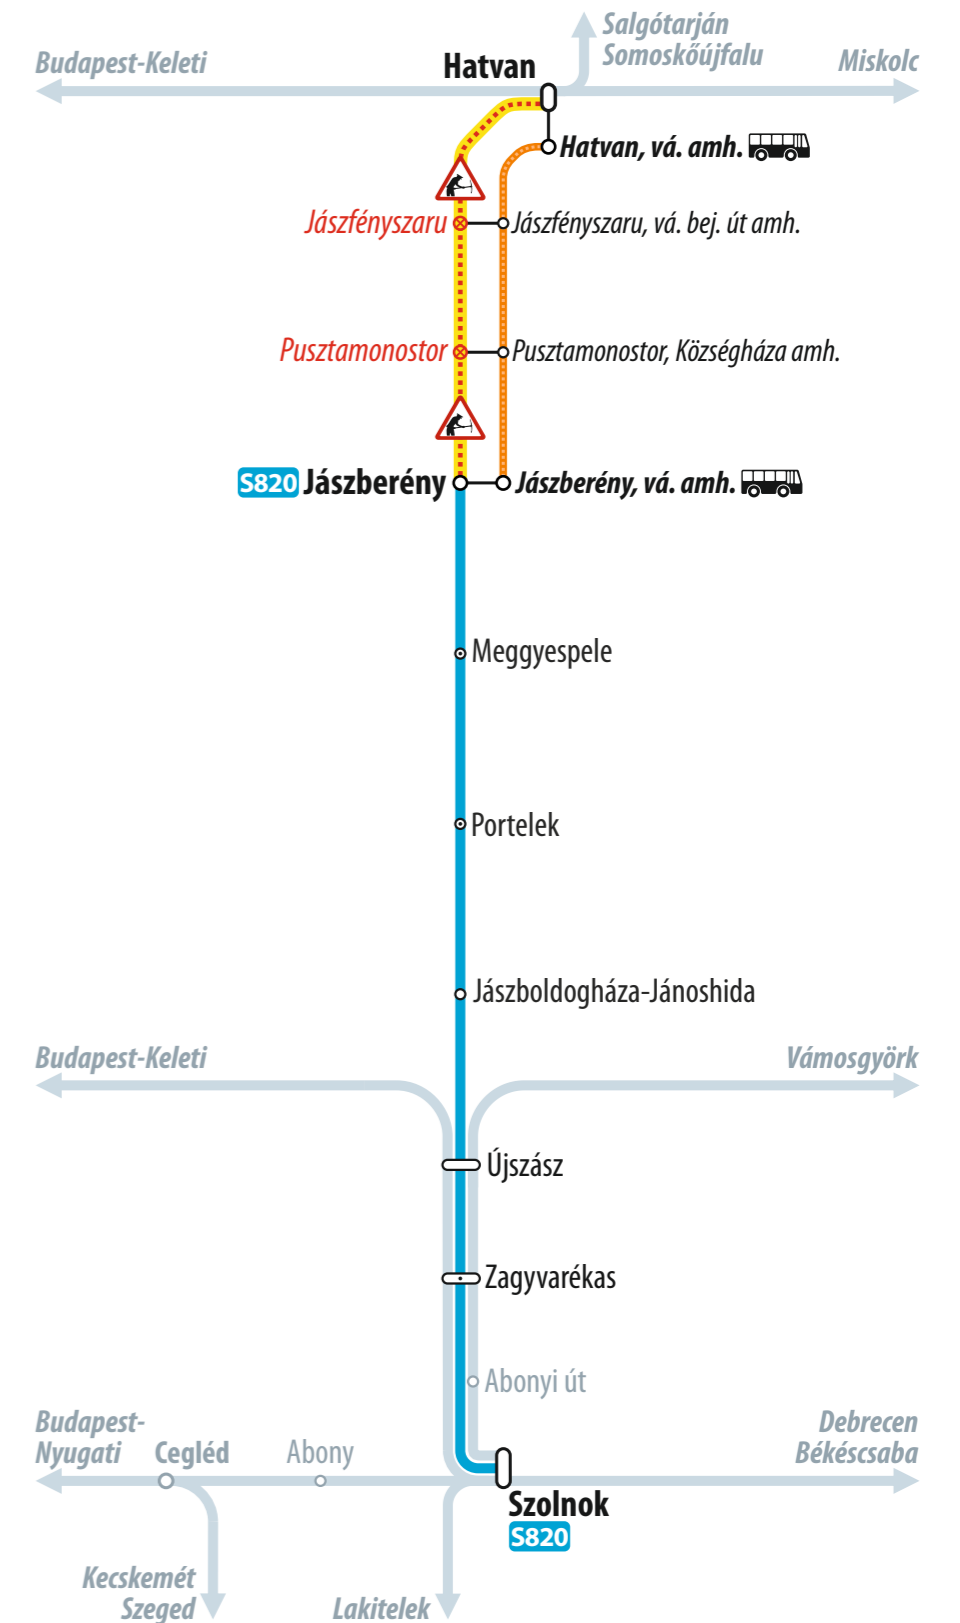 Salgótarján
Somoskőújfalu
Budapest-Keleti
Hatvan
Miskolc
Hatvan, vá. amh.
Jászfényszaru
Jászfényszaru, vá. bej. út amh.
Pusztamonostor
Pusztamonostor, Községháza amh.
S820 Jászberény
Jászberény, vá. amh.
Meggyespele
Portelek
Jászboldogháza-Jánoshida
Budapest-Keleti
Vámosgyörk
Újszász
Zagyvarékas
Abonyi út
Budapest-
Nyugati
Cegléd
Abony
Debrecen
Békéscsaba
Szolnok
S820
Kecskemét
Szeged
Lakitelek